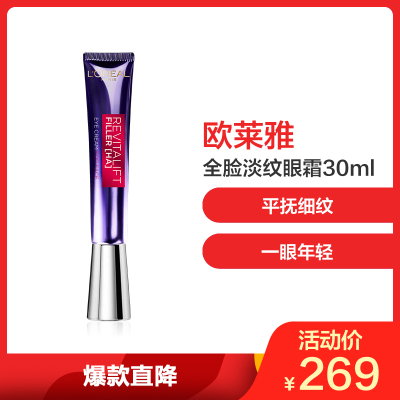 L'ORÉAL
PARIS
REVITALIFT
FILLER [HA]
EYE CREAM
欧莱雅
全脸淡纹眼霜30ml
平抚细纹
一眼年轻
爆款直降
活动价
¥269